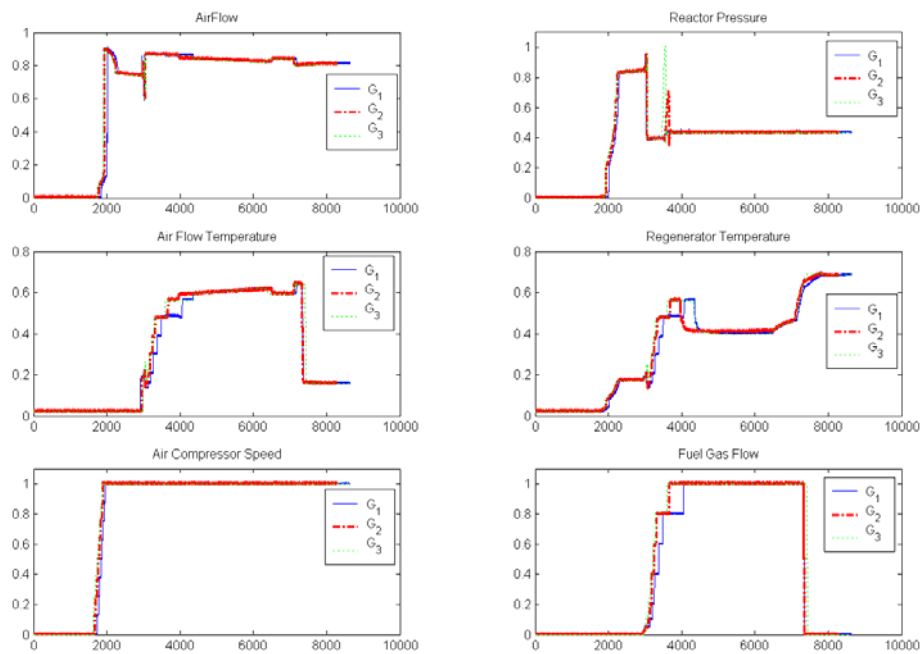 AirFlow
1
0.8
0.6
0.4
0.2
0
0 2000 4000 6000 8000 10000
G1
G2
G3
Reactor Pressure
1
0.8
0.6
0.4
0.2
0
0 2000 4000 6000 8000 10000
G1
G2
G3
Air Flow Temperature
0.8
0.6
0.4
0.2
0
0 2000 4000 6000 8000 10000
G1
G2
G3
Regenerator Temperature
0.8
0.6
0.4
0.2
0
0 2000 4000 6000 8000 10000
G1
G2
G3
Air Compressor Speed
1
0.8
0.6
0.4
0.2
0
0 2000 4000 6000 8000 10000
G1
G2
G3
Fuel Gas Flow
1
0.8
0.6
0.4
0.2
0
0 2000 4000 6000 8000 10000
G1
G2
G3